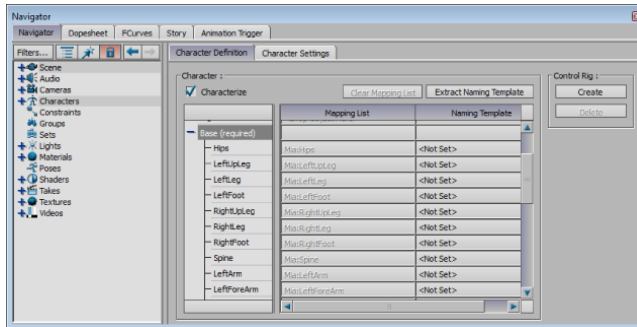 Navigator
Navigator Dopesheet FCurves Story Animation Trigger
Filters...
Character Definition Character Settings
Scene
Audio
Cameras
Characters
Constraints
Groups
Sets
Lights
Materials
Poses
Shaders
Takes
Textures
Videos
Character :
Characterize Clear Mapping List Extract Naming Template
Mapping List Naming Template
Base (required)
Hips Mia:Hips <Not Set>
LeftUpLeg Mia:LeftUpLeg <Not Set>
LeftLeg Mia:LeftLeg <Not Set>
LeftFoot Mia:LeftFoot <Not Set>
RightUpLeg Mia:RightUpLeg <Not Set>
RightLeg Mia:RightLeg <Not Set>
RightFoot Mia:RightFoot <Not Set>
Spine Mia:Spine <Not Set>
LeftArm Mia:LeftArm <Not Set>
LeftForeArm Mia:LeftForeArm <Not Set>
Control Rig :
Create
Delete